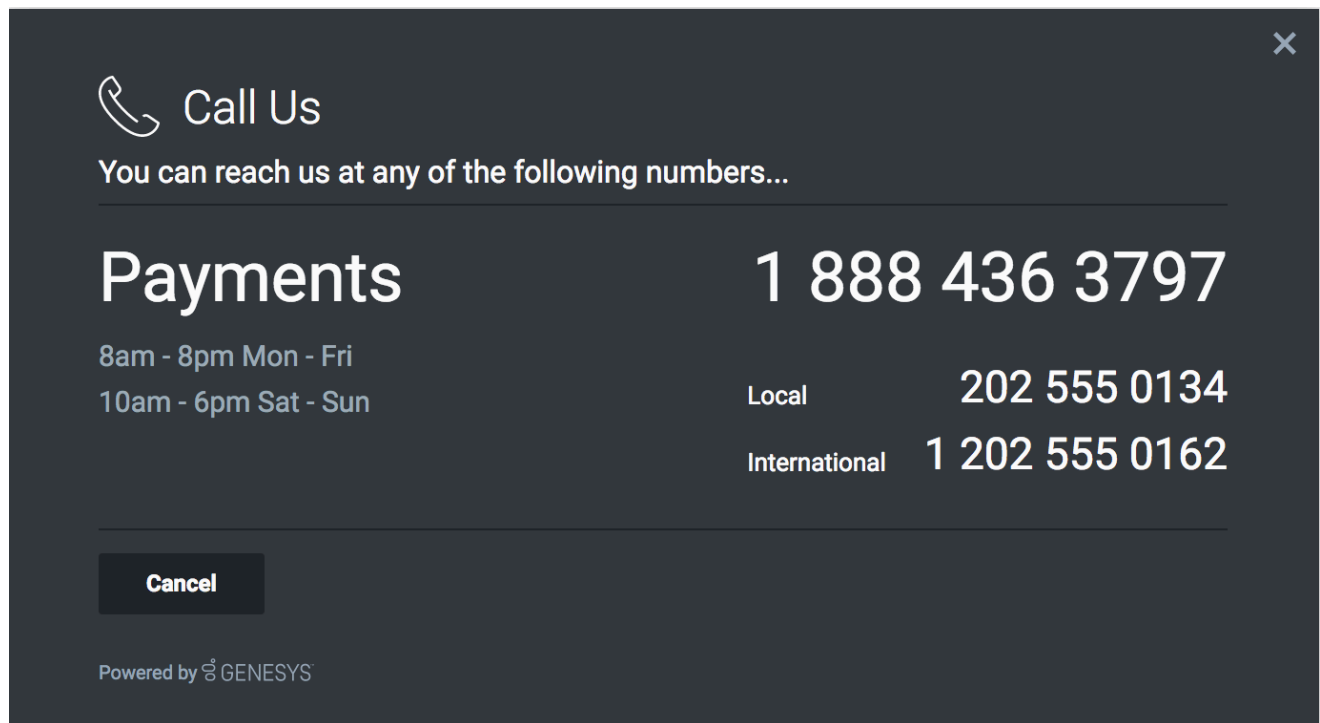 Call Us
You can reach us at any of the following numbers...
Payments
1 888 436 3797
8am - 8pm Mon - Fri
10am - 6pm Sat - Sun
Local 202 555 0134
International 1 202 555 0162
Cancel
Powered by GENESYS